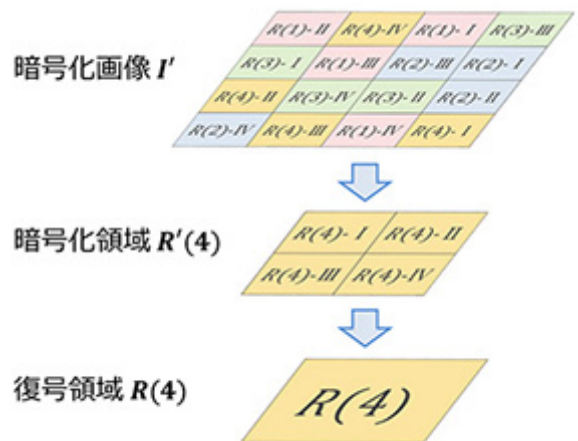 R(1)-II R(4)-IV R(1)-I R(3)-III
暗号化画像 I'
R(3)-I R(1)-III R(2)-III R(2)-I
R(4)-II R(3)-IV R(3)-II R(2)-II
R(2)-IV R(4)-III R(1)-IV R(4)-I
暗号化領域 R'(4)
R(4)-I R(4)-II
R(4)-III R(4)-IV
復号領域 R(4)
R(4)